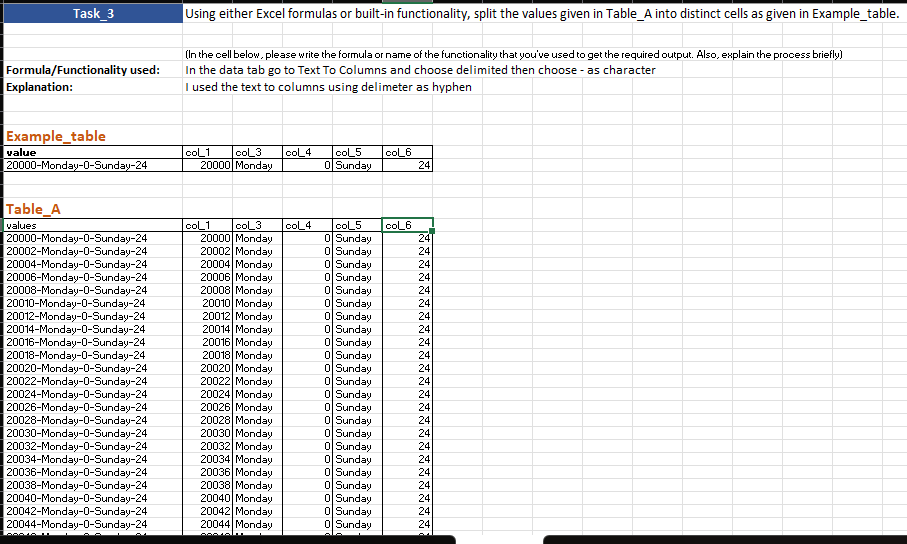 Task_3 Using either Excel formulas or built-in functionality, split the values given in Table_A into distinct cells as given in Example_table.
(In the cell below, please write the formula or name of the functionality that you've used to get the required output. Also, explain the process briefly)
Formula/Functionality used: In the data tab go to Text To Columns and choose delimited then choose - as character
Explanation: I used the text to columns using delimeter as hyphen
Example_table
value col_1 col_3 col_4 col_5 col_6
20000-Monday-0-Sunday-24 20000 Monday 0 Sunday 24
Table_A
values col_1 col_3 col_4 col_5 col_6
20000-Monday-0-Sunday-24 20000 Monday 0 Sunday 24
20002-Monday-0-Sunday-24 20002 Monday 0 Sunday 24
20004-Monday-0-Sunday-24 20004 Monday 0 Sunday 24
20006-Monday-0-Sunday-24 20006 Monday 0 Sunday 24
20008-Monday-0-Sunday-24 20008 Monday 0 Sunday 24
20010-Monday-0-Sunday-24 20010 Monday 0 Sunday 24
20012-Monday-0-Sunday-24 20012 Monday 0 Sunday 24
20014-Monday-0-Sunday-24 20014 Monday 0 Sunday 24
20016-Monday-0-Sunday-24 20016 Monday 0 Sunday 24
20018-Monday-0-Sunday-24 20018 Monday 0 Sunday 24
20020-Monday-0-Sunday-24 20020 Monday 0 Sunday 24
20022-Monday-0-Sunday-24 20022 Monday 0 Sunday 24
20024-Monday-0-Sunday-24 20024 Monday 0 Sunday 24
20026-Monday-0-Sunday-24 20026 Monday 0 Sunday 24
20028-Monday-0-Sunday-24 20028 Monday 0 Sunday 24
20030-Monday-0-Sunday-24 20030 Monday 0 Sunday 24
20032-Monday-0-Sunday-24 20032 Monday 0 Sunday 24
20034-Monday-0-Sunday-24 20034 Monday 0 Sunday 24
20036-Monday-0-Sunday-24 20036 Monday 0 Sunday 24
20038-Monday-0-Sunday-24 20038 Monday 0 Sunday 24
20040-Monday-0-Sunday-24 20040 Monday 0 Sunday 24
20042-Monday-0-Sunday-24 20042 Monday 0 Sunday 24
20044-Monday-0-Sunday-24 20044 Monday 0 Sunday 24